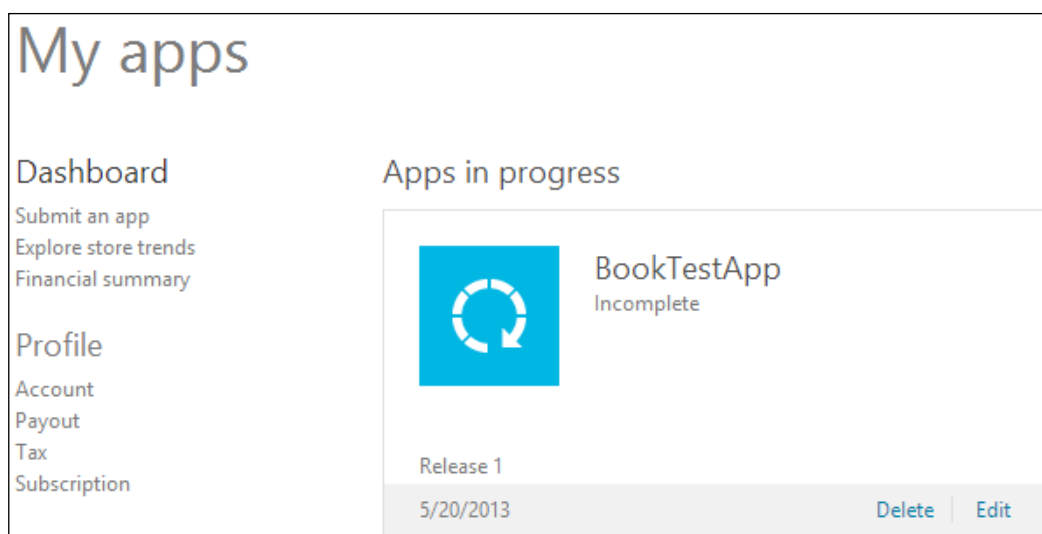 My apps
Dashboard
Submit an app
Explore store trends
Financial summary
Profile
Account
Payout
Tax
Subscription
Apps in progress
BookTestApp
Incomplete
Release 1
5/20/2013
Delete
Edit